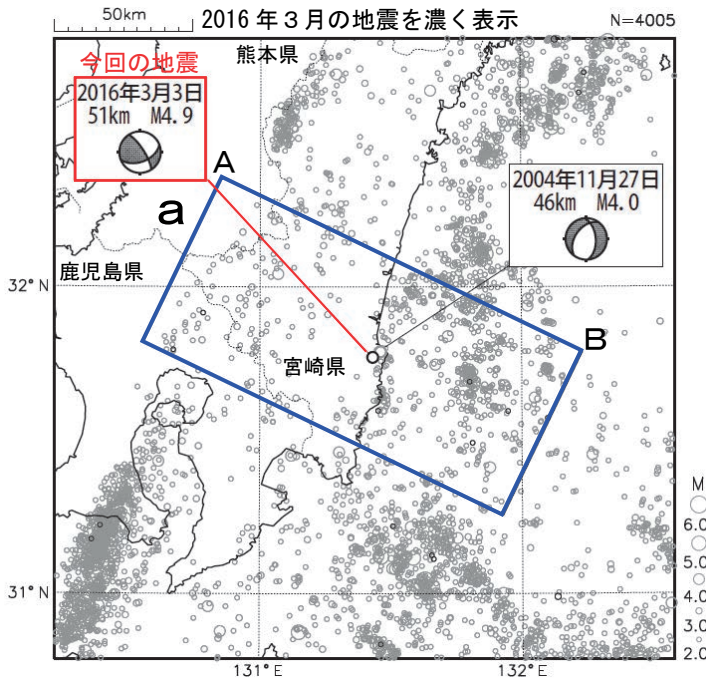 50km
2016年3月の地震を濃く表示
N=4005
今回の地震
2016年3月3日
51km M4.9
熊本県
A
a
2004年11月27日
46km M4.0
32°N
鹿児島県
宮崎県
B
31°N
M
6.0
5.0
4.0
3.0
2.0
131°E
132°E